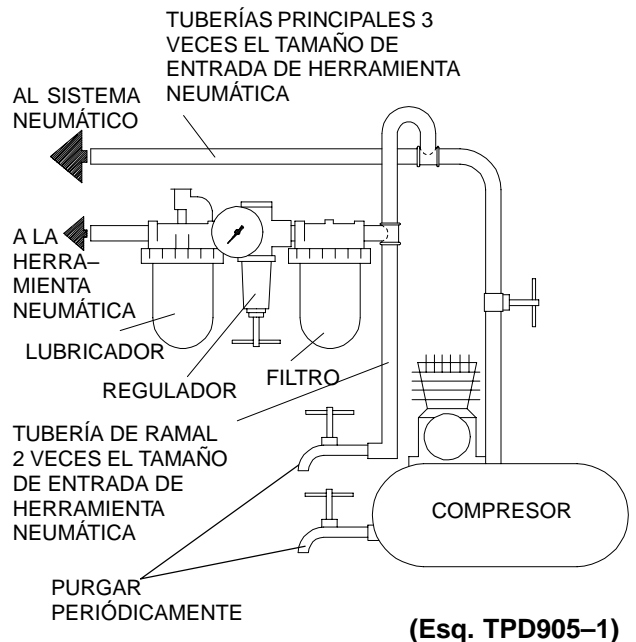 TUBERÍAS PRINCIPALES 3
VECES EL TAMAÑO DE
ENTRADA DE HERRAMIENTA
NEUMÁTICA
AL SISTEMA
NEUMÁTICO
A LA
HERRA–
MIENTA
NEUMÁTICA
LUBRICADOR
REGULADOR
FILTRO
TUBERÍA DE RAMAL
2 VECES EL TAMAÑO
DE ENTRADA DE
HERRAMIENTA
NEUMÁTICA
COMPRESOR
PURGAR
PERIÓDICAMENTE
(Esq. TPD905–1)